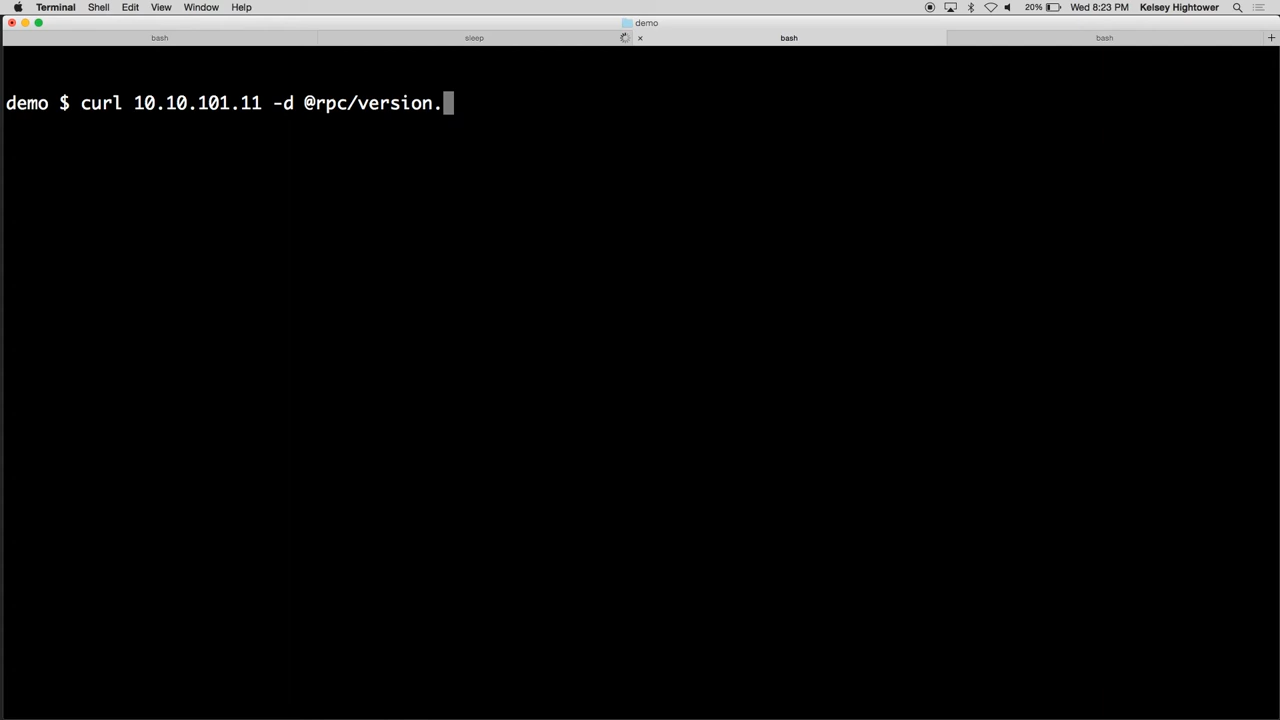 Terminal Shell Edit View Window Help 20% Wed 8:23 PM Kelsey Hightower
demo
bash sleep × bash bash +
demo $ curl 10.10.101.11 -d @rpc/version.